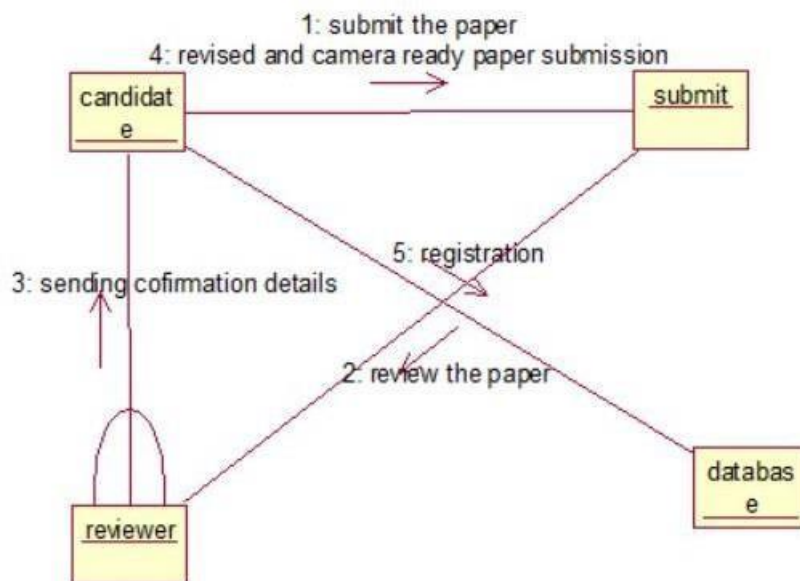 1: submit the paper
4: revised and camera ready paper submission
candidat
e
submit
5: registration
3: sending cofirmation details
2: review the paper
databas
e
reviewer